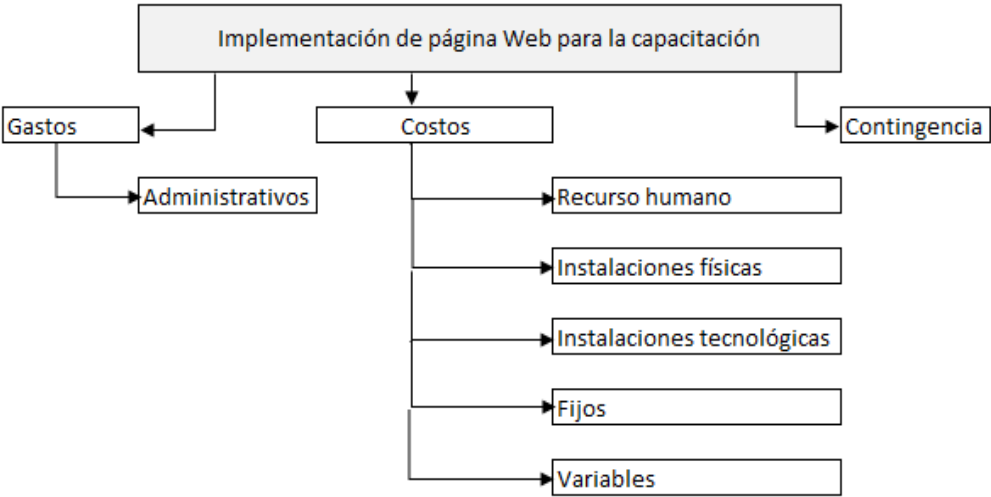 Implementación de página Web para la capacitación
Gastos
Costos
Contingencia
Administrativos
Recurso humano
Instalaciones físicas
Instalaciones tecnológicas
Fijos
Variables